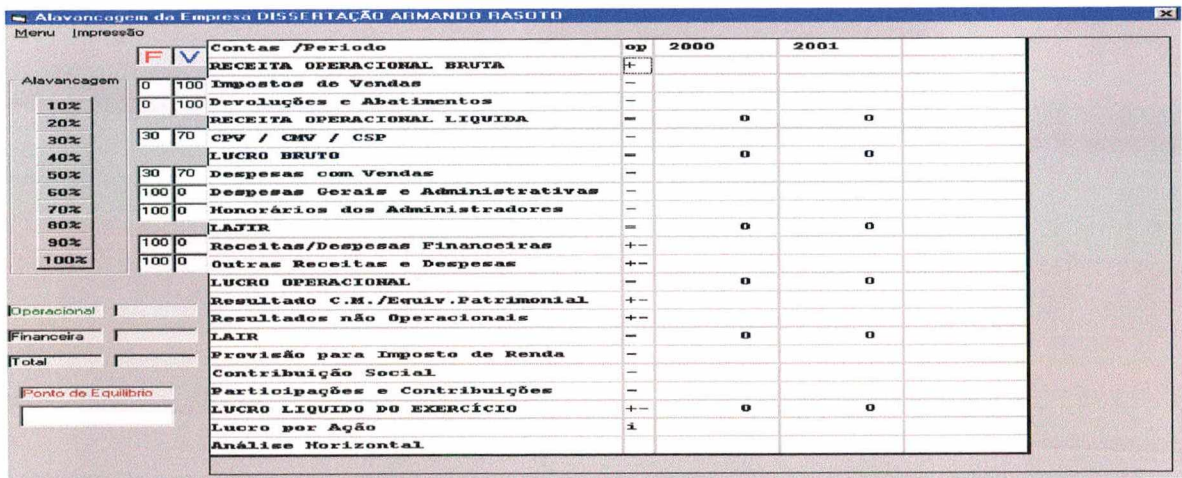 Alavancagem da Empresa DISSERTAÇÃO ARMANDO RASOTO
Menu Impressão
F V Contas /Período op 2000 2001
RECEITA OPERACIONAL BRUTA +
Alavancagem
0 100 Impostos de Vendas -
10% 0 100 Devoluções e Abatimentos -
20% RECEITA OPERACIONAL LIQUIDA = 0 0
30% 30 70 CPV / CMV / CSP -
40% LUCRO BRUTO = 0 0
50% 30 70 Despesas com Vendas -
60% 100 0 Despesas Gerais e Administrativas -
70% 100 0 Honorários dos Administradores -
80% LAJIR = 0 0
90% 100 0 Receitas/Despesas Financeiras +-
100% 100 0 Outras Receitas e Despesas +-
LUCRO OPERACIONAL = 0 0
Resultado C.M./Equiv.Patrimonial +-
Operacional
Resultados não Operacionais +-
Financeira LAIR = 0 0
Provisão para Imposto de Renda -
Total
Contribuição Social -
Ponto de Equilíbrio Participações e Contribuições -
LUCRO LIQUIDO DO EXERCÍCIO +- 0 0
Lucro por Ação i
Análise Horizontal